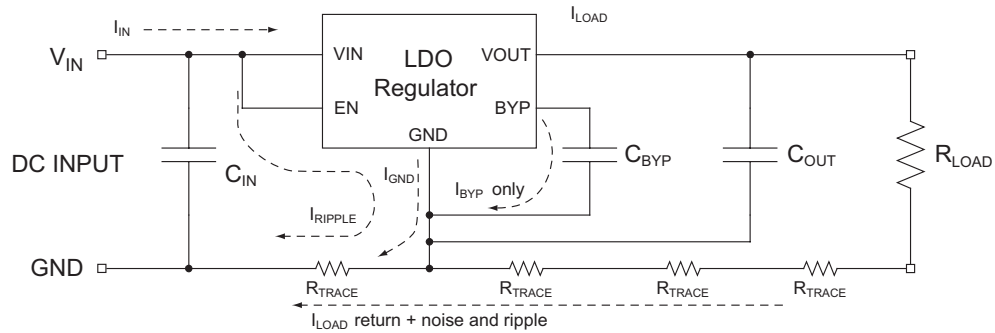 I_IN
I_LOAD
V_IN
VIN
LDO
Regulator
VOUT
EN
BYP
GND
DC INPUT
C_IN
I_GND
C_BYP
C_OUT
R_LOAD
I_BYP only
I_RIPPLE
GND
R_TRACE
R_TRACE
R_TRACE
R_TRACE
I_LOAD return + noise and ripple